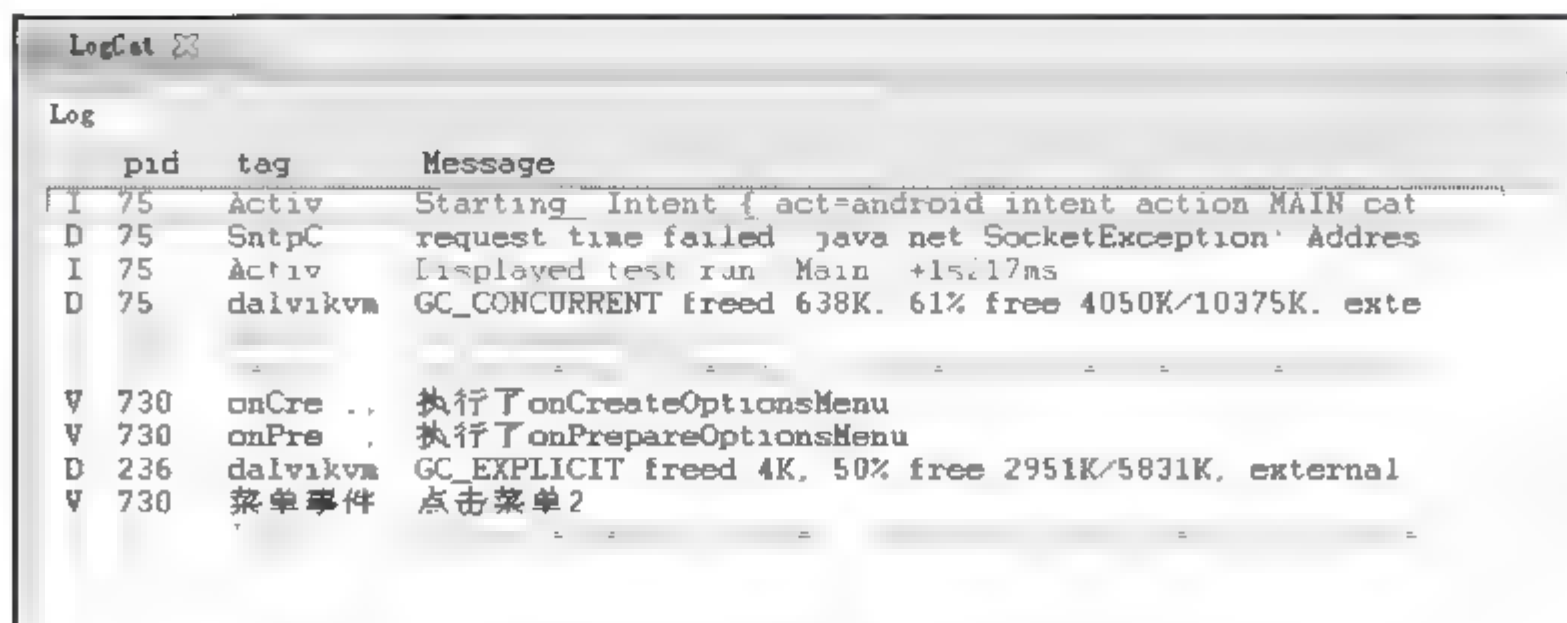 LogCat
Log
pid tag Message
I 75 Activ Starting Intent { act=android intent action MAIN cat
D 75 SntpC request time failed java net SocketException: Addres
I 75 Activ Displayed test run Main
D 75 dalvikvm GC_CONCURRENT freed 638K. 61% free 4050K/10375K. exte
V 730 onCre .. 执行了onCreateOptionsMenu
V 730 onPre . 执行了onPrepareOptionsMenu
D 236 dalvikvm GC_EXPLICIT freed 4K, 50% free 2951K/5831K, external
V 730 菜单事件 点击菜单2